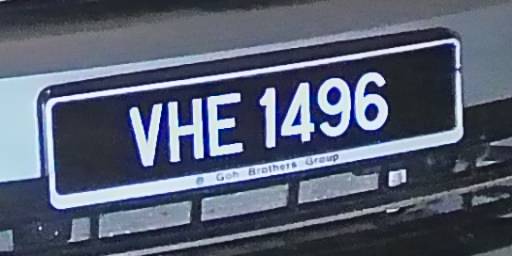 VHE 1496
® Goh Brothers Group